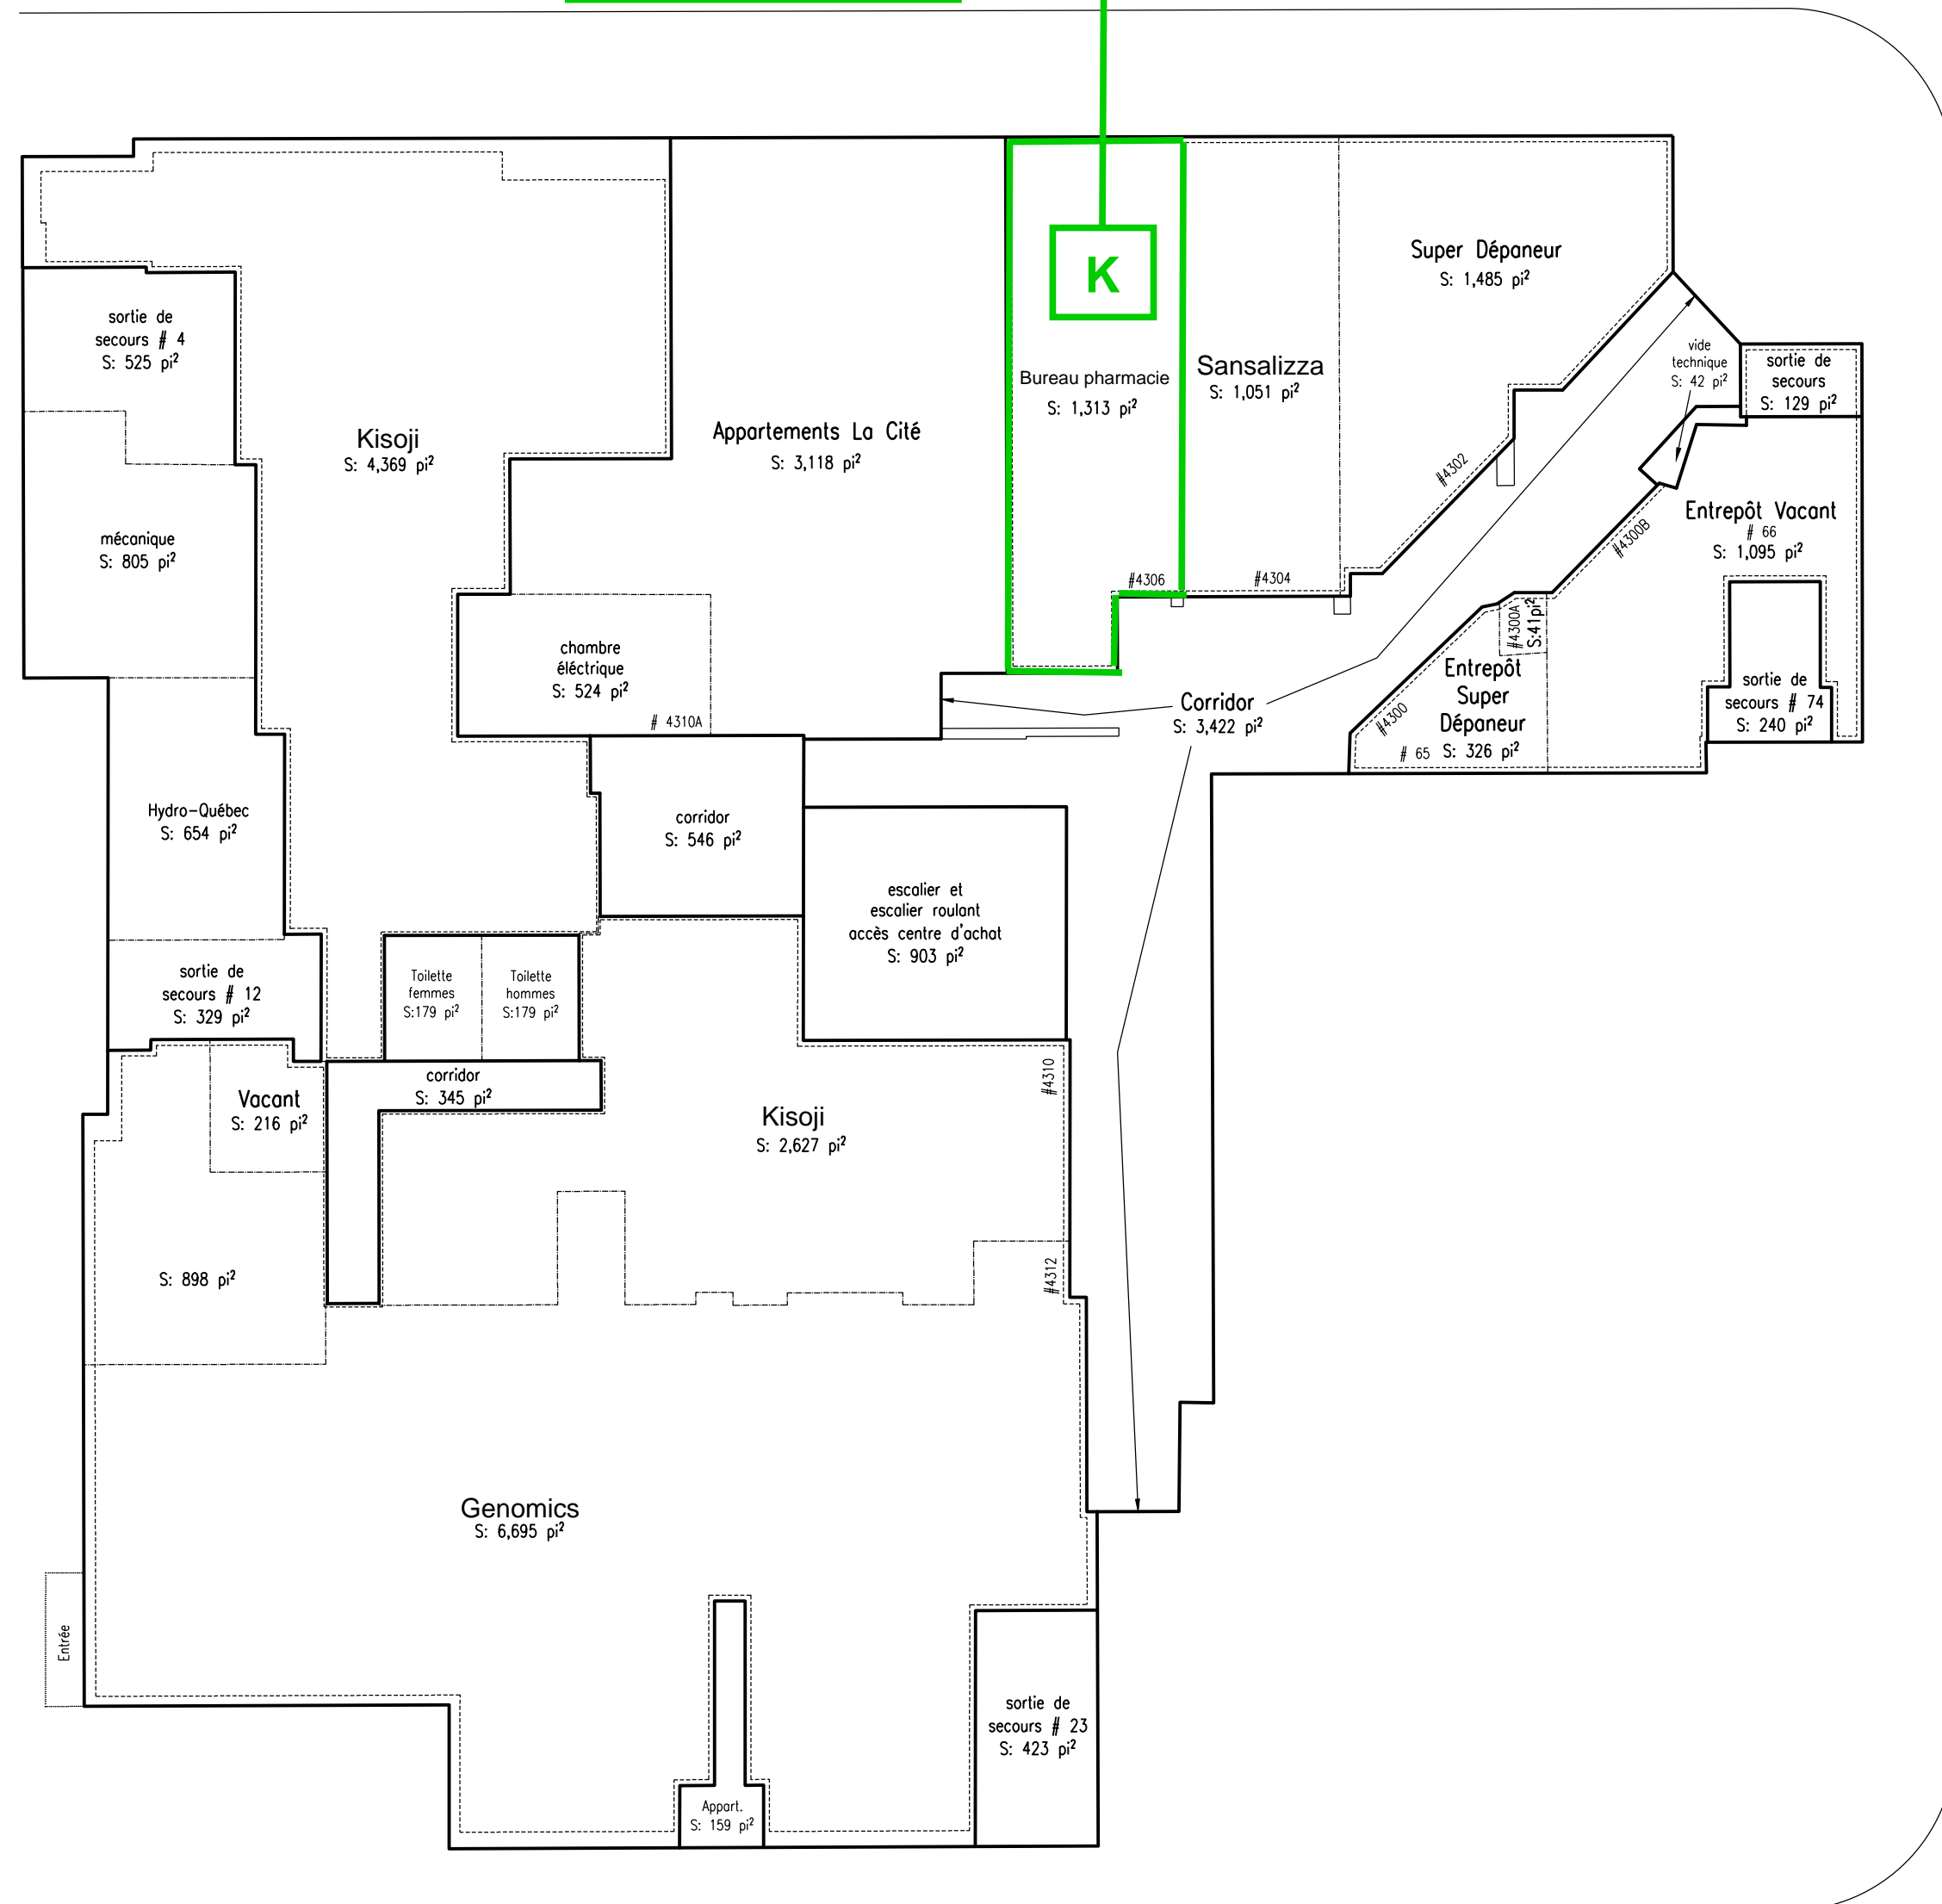 K
Super Dépaneur
S: 1,485 pi²
sortie de
secours # 4
S: 525 pi²
Kisoji
S: 4,369 pi²
Appartements La Cité
S: 3,118 pi²
Bureau pharmacie
S: 1,313 pi²
Sansalizza
S: 1,051 pi²
vide
technique
S: 42 pi²
sortie de
secours
S: 129 pi²
#4302
#4300B
Entrepôt Vacant
# 66
S: 1,095 pi²
mécanique
S: 805 pi²
#4306
#4304
#4300A
S:41pi²
chambre
éléctrique
S: 524 pi²
# 4310A
Corridor
S: 3,422 pi²
#4300
Entrepôt
Super
Dépaneur
# 65 S: 326 pi²
sortie de
secours # 74
S: 240 pi²
Hydro-Québec
S: 654 pi²
corridor
S: 546 pi²
escalier et
escalier roulant
accès centre d'achat
S: 903 pi²
sortie de
secours # 12
S: 329 pi²
Toilette
femmes
S:179 pi²
Toilette
hommes
S:179 pi²
corridor
S: 345 pi²
Vacant
S: 216 pi²
Kisoji
S: 2,627 pi²
#4310
#4312
S: 898 pi²
Genomics
S: 6,695 pi²
Entrée
sortie de
secours # 23
S: 423 pi²
Appart.
S: 159 pi²